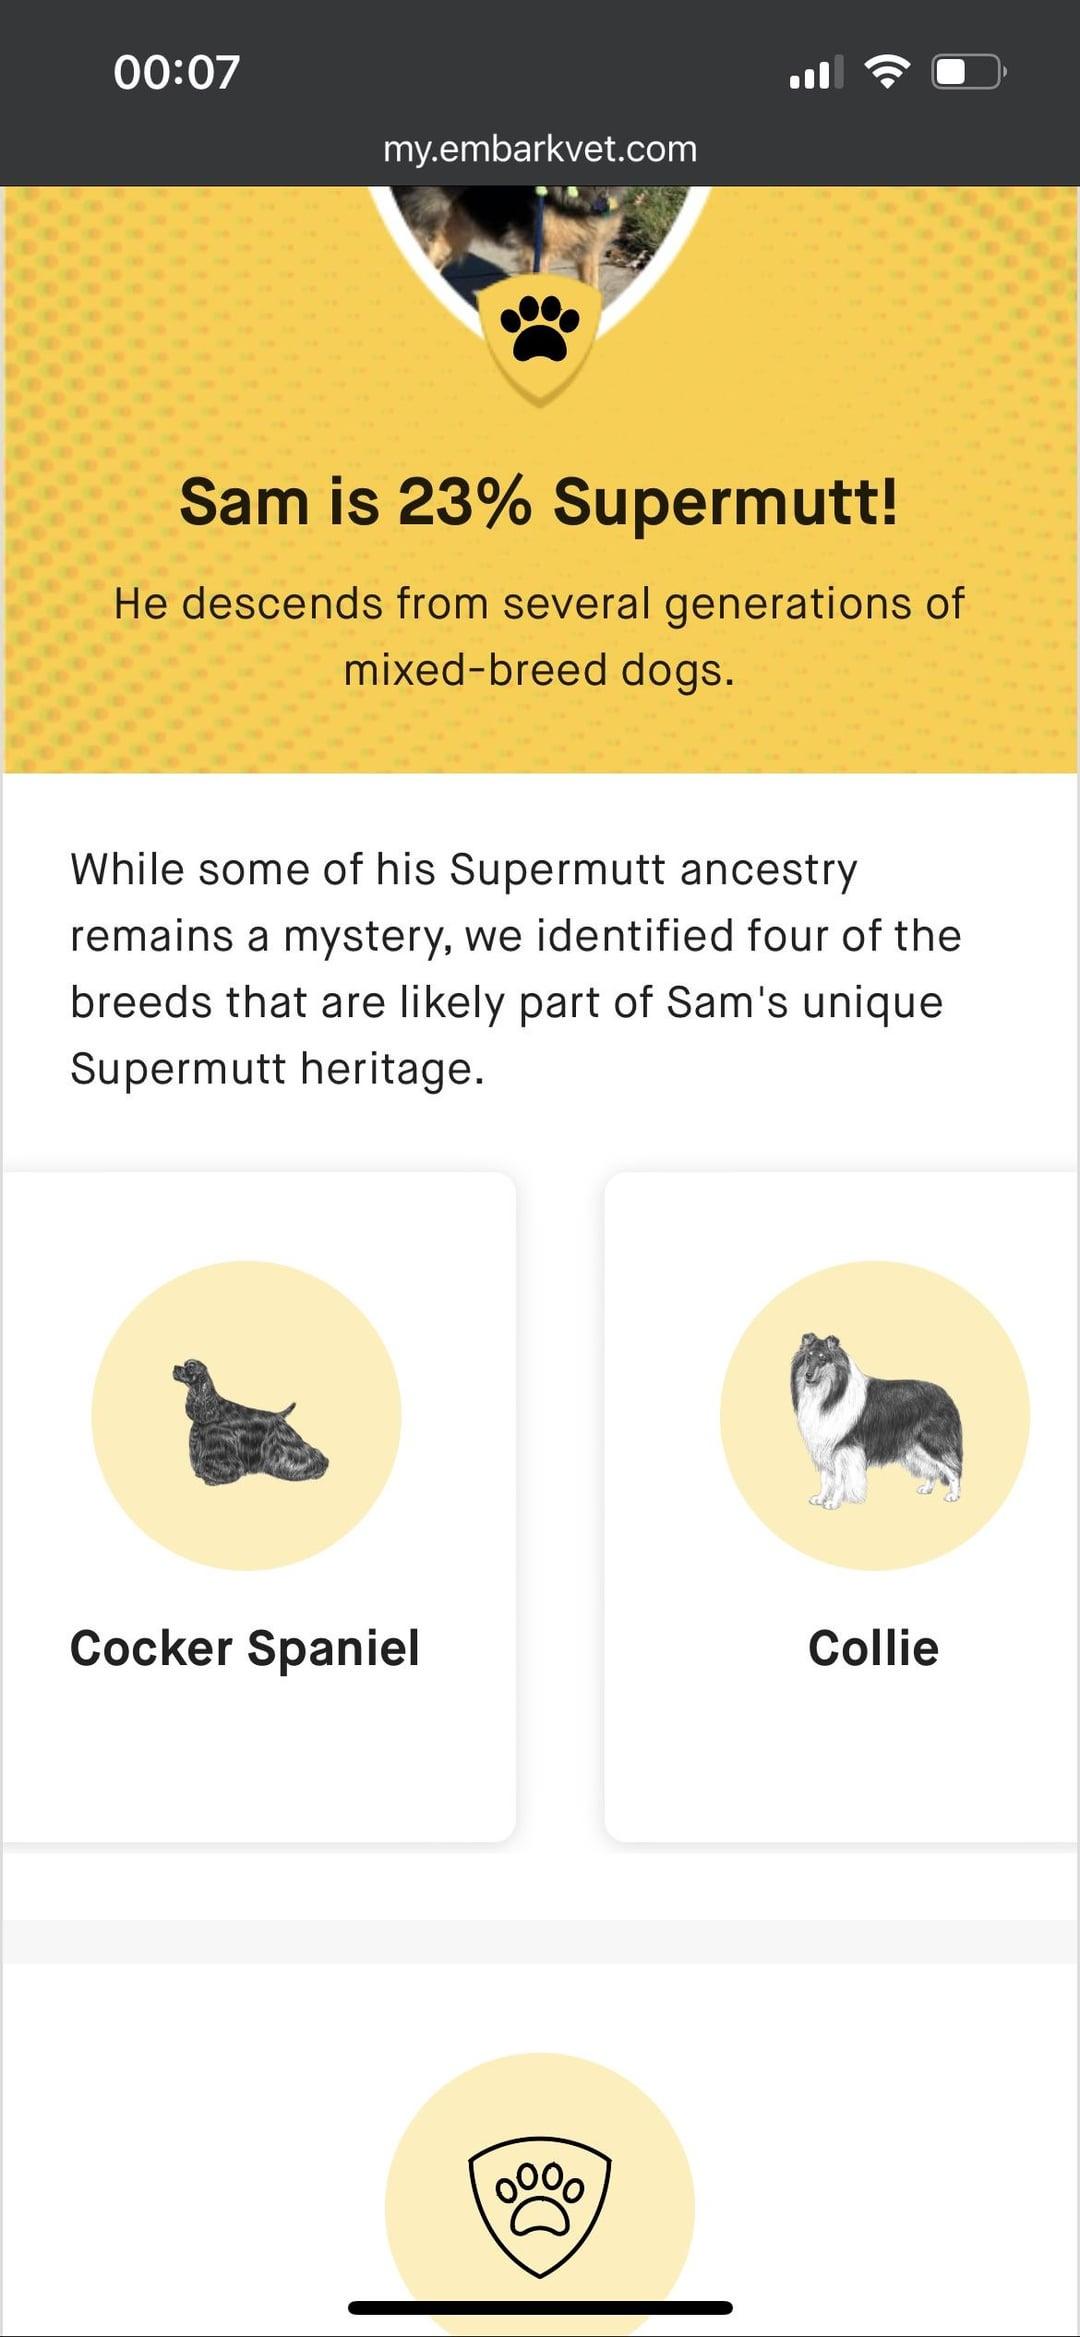 00:07
my.embarkvet.com
Sam is 23% Supermutt!
He descends from several generations of
mixed-breed dogs.
While some of his Supermutt ancestry
remains a mystery, we identified four of the
breeds that are likely part of Sam's unique
Supermutt heritage.
Cocker Spaniel
Collie